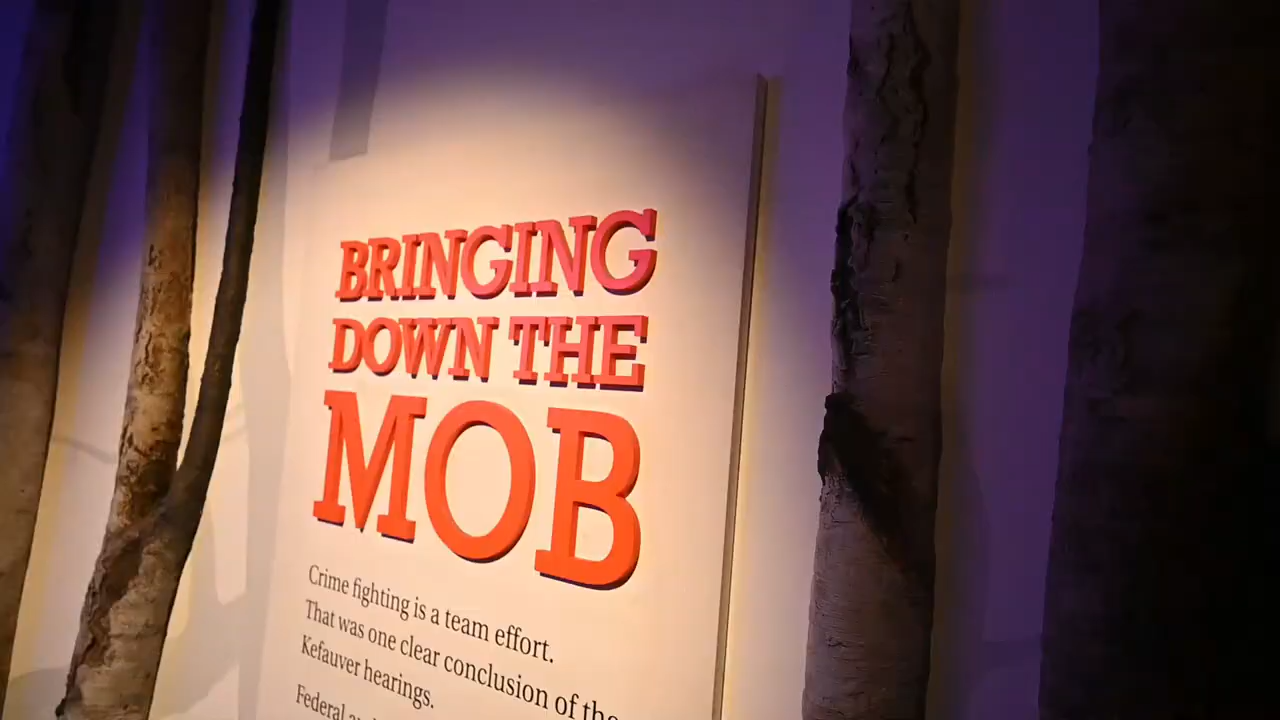 BRINGING
DOWN THE
MOB
Crime fighting is a team effort.
That was one clear conclusion of the
Kefauver hearings.
Federal